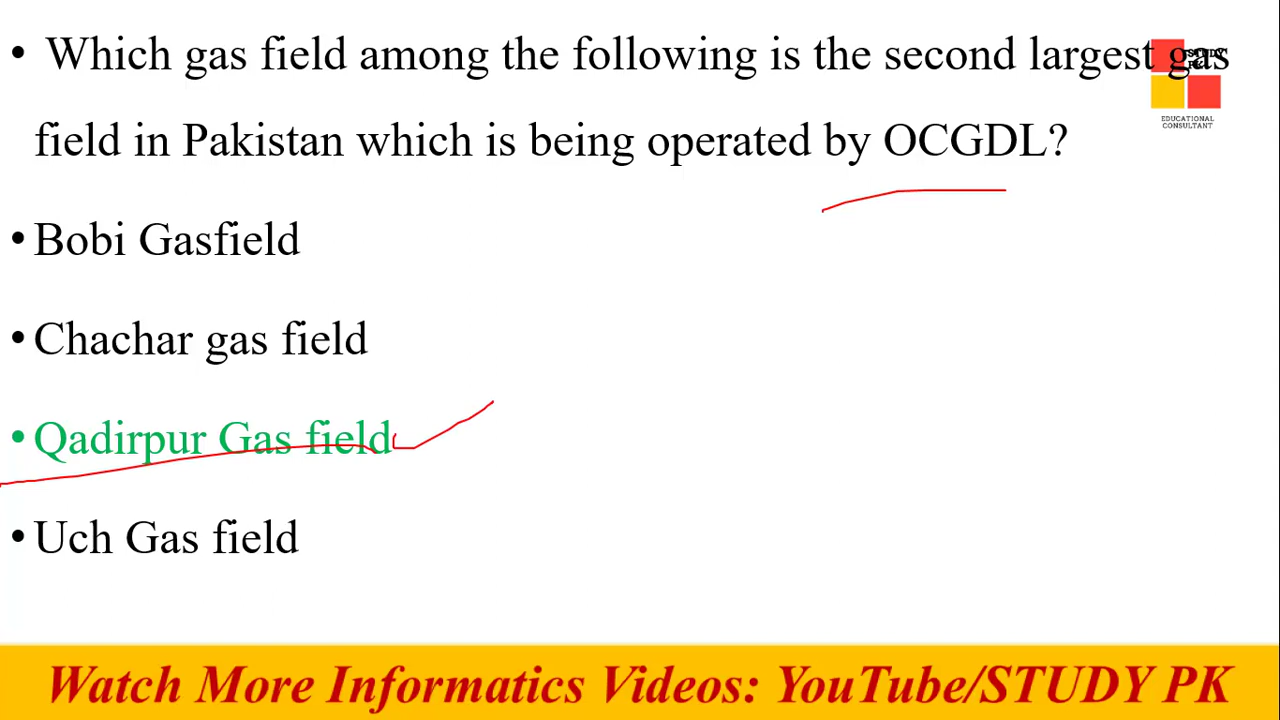 • Which gas field among the following is the second largest gas
field in Pakistan which is being operated by OCGDL?
• Bobi Gasfield
• Chachar gas field
• Qadirpur Gas field
• Uch Gas field
STUDY
PK
EDUCATIONAL
CONSULTANT
Watch More Informatics Videos: YouTube/STUDY PK